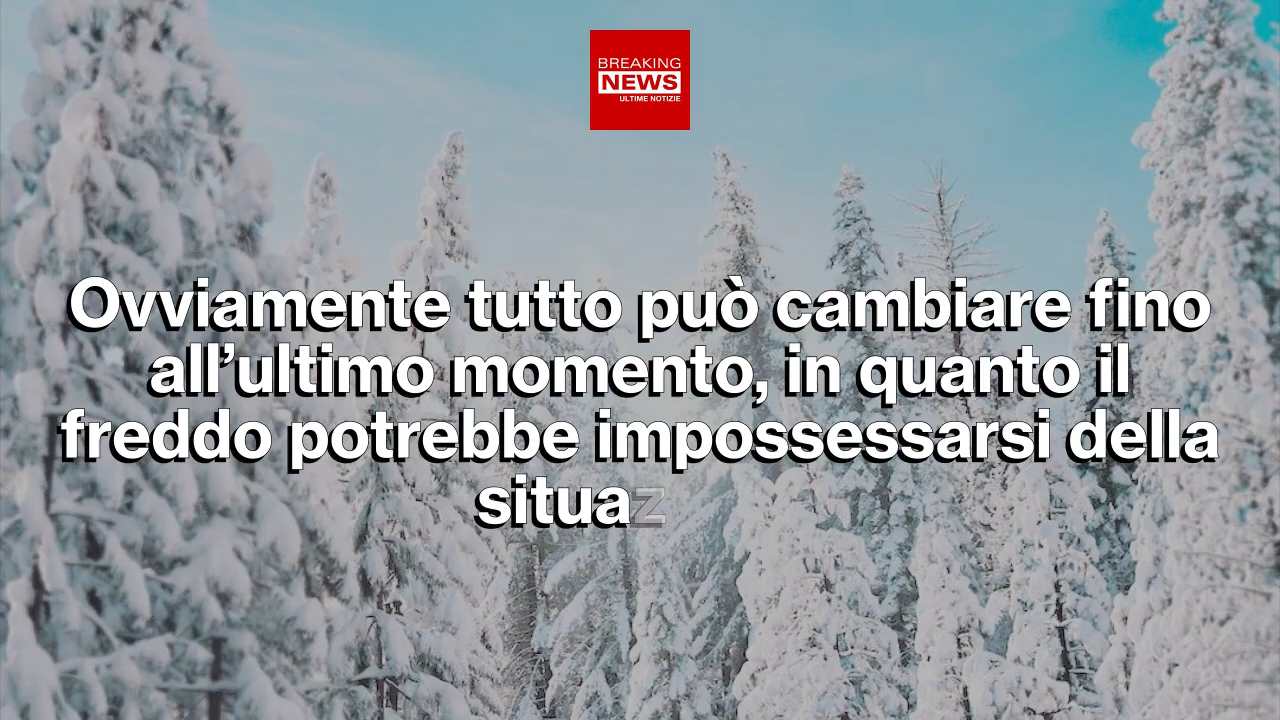 BREAKING
NEWS
ULTIME NOTIZIE
Ovviamente tutto può cambiare fino
all’ultimo momento, in quanto il
freddo potrebbe impossessarsi della
situaz